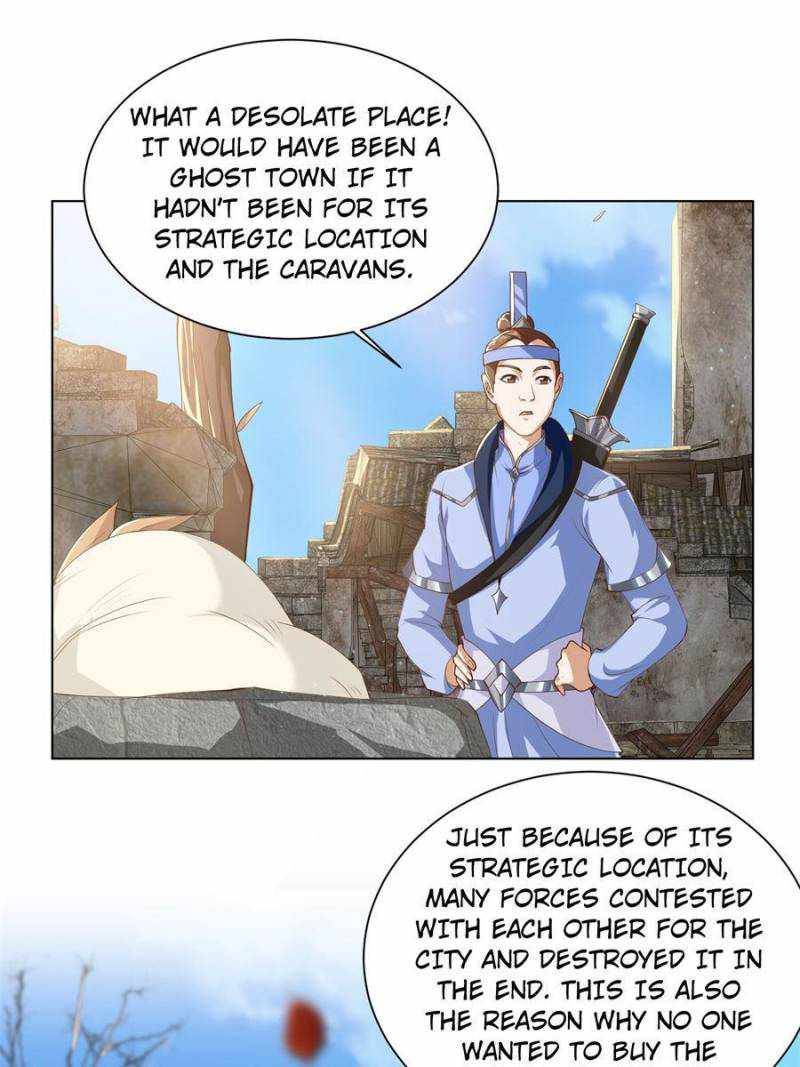 WHAT A DESOLATE PLACE!
IT WOULD HAVE BEEN A
GHOST TOWN IF IT
HADN'T BEEN FOR ITS
STRATEGIC LOCATION
AND THE CARAVANS.
JUST BECAUSE OF ITS
STRATEGIC LOCATION,
MANY FORCES CONTESTED
WITH EACH OTHER FOR THE
CITY AND DESTROYED IT IN
THE END. THIS IS ALSO
THE REASON WHY NO ONE
WANTED TO BUY THE